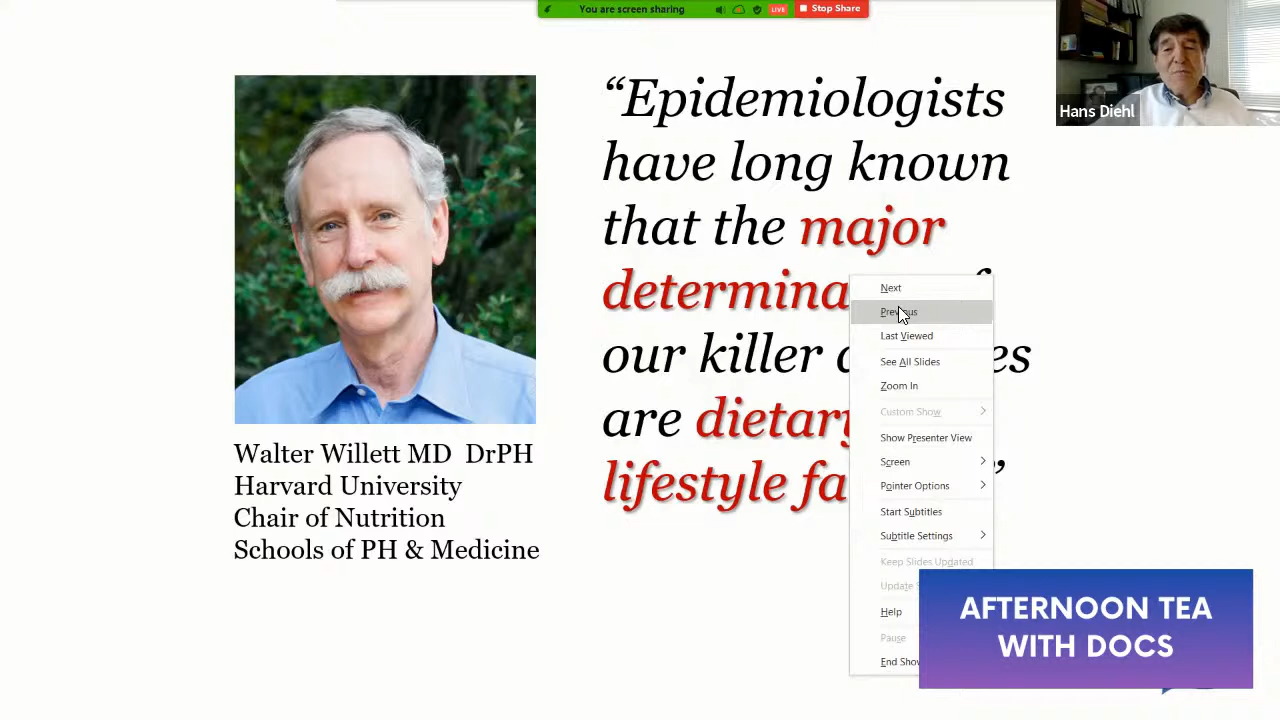 You are screen sharing
LIVE
Stop Share
Hans Diehl
“Epidemiologists
have long known
that the major
determina
our killer
are dietary
lifestyle fa ”
Walter Willett MD DrPH
Harvard University
Chair of Nutrition
Schools of PH & Medicine
Next
Previous
Last Viewed
See All Slides
Zoom In
Custom Show
Show Presenter View
Screen
Pointer Options
Start Subtitles
Subtitle Settings
Keep Slides Updated
Update
Help
Pause
End Show
AFTERNOON TEA
WITH DOCS